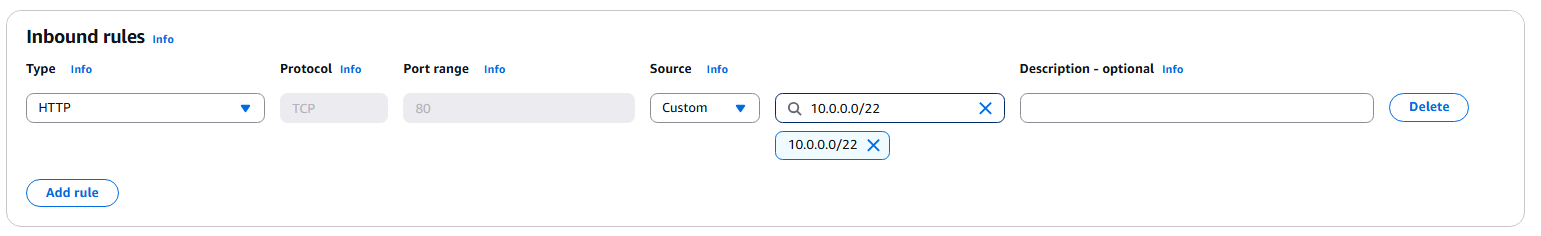 Inbound rules Info
Type Info Protocol Info Port range Info Source Info Description - optional Info
HTTP TCP 80 Custom 10.0.0.0/22 Delete
10.0.0.0/22
Add rule